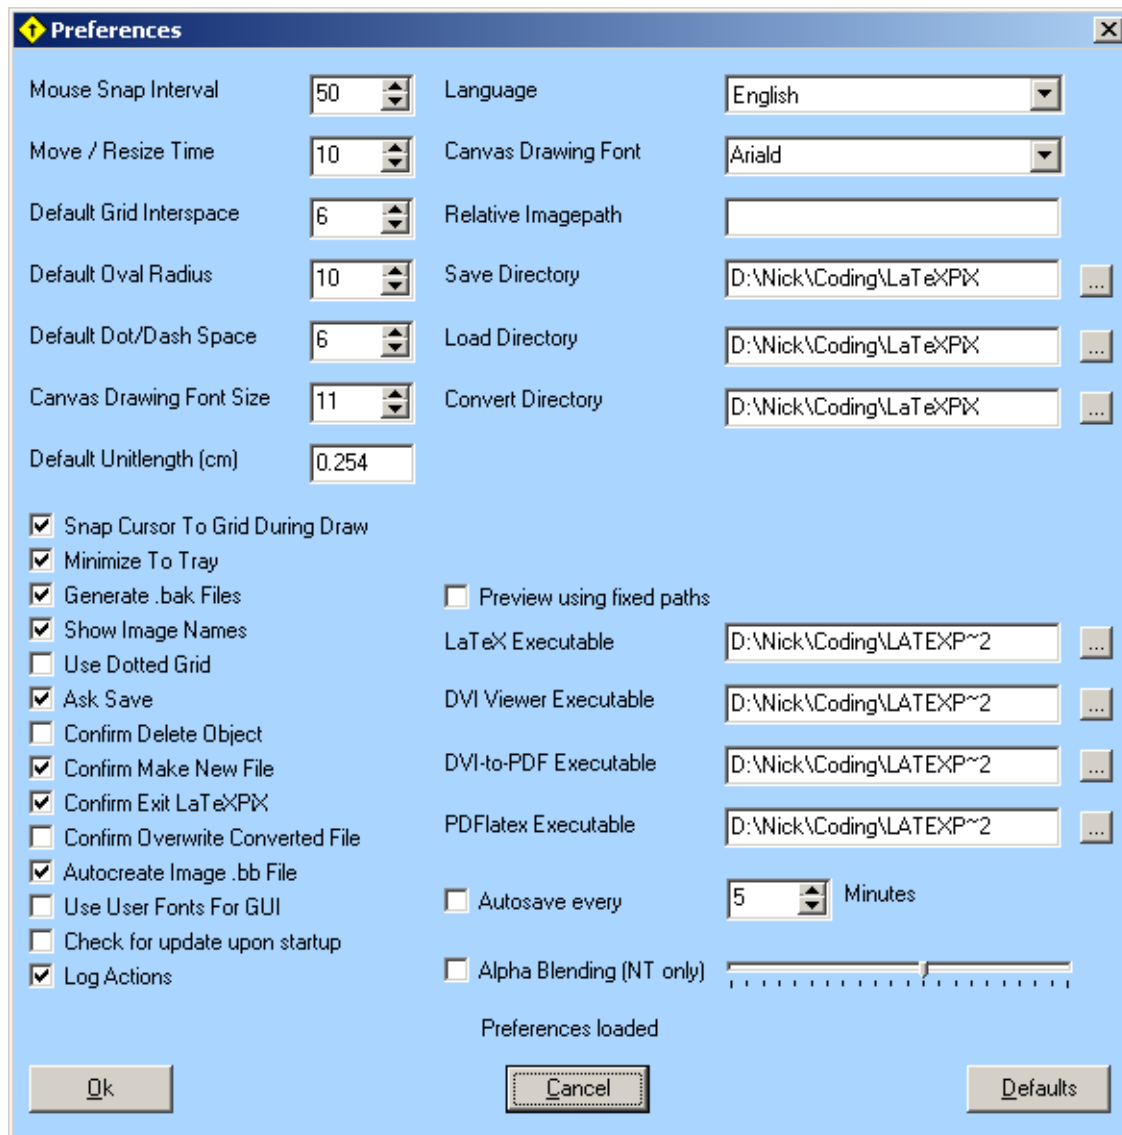 Preferences
Mouse Snap Interval 50 Language English
Move / Resize Time 10 Canvas Drawing Font Ariald
Default Grid Interspace 6 Relative Imagepath
Default Oval Radius 10 Save Directory D:\Nick\Coding\LaTeXPiX ...
Default Dot/Dash Space 6 Load Directory D:\Nick\Coding\LaTeXPiX ...
Canvas Drawing Font Size 11 Convert Directory D:\Nick\Coding\LaTeXPiX ...
Default Unitlength (cm) 0.254
Snap Cursor To Grid During Draw
Minimize To Tray
Generate .bak Files Preview using fixed paths
Show Image Names LaTeX Executable D:\Nick\Coding\LATEXP~2 ...
Use Dotted Grid
Ask Save DVI Viewer Executable D:\Nick\Coding\LATEXP~2 ...
Confirm Delete Object
Confirm Make New File DVI-to-PDF Executable D:\Nick\Coding\LATEXP~2 ...
Confirm Exit LaTeXPiX
Confirm Overwrite Converted File PDFlatex Executable D:\Nick\Coding\LATEXP~2 ...
Autocreate Image .bb File
Use User Fonts For GUI Autosave every 5 Minutes
Check for update upon startup
Log Actions Alpha Blending (NT only)
Preferences loaded
Ok Cancel Defaults